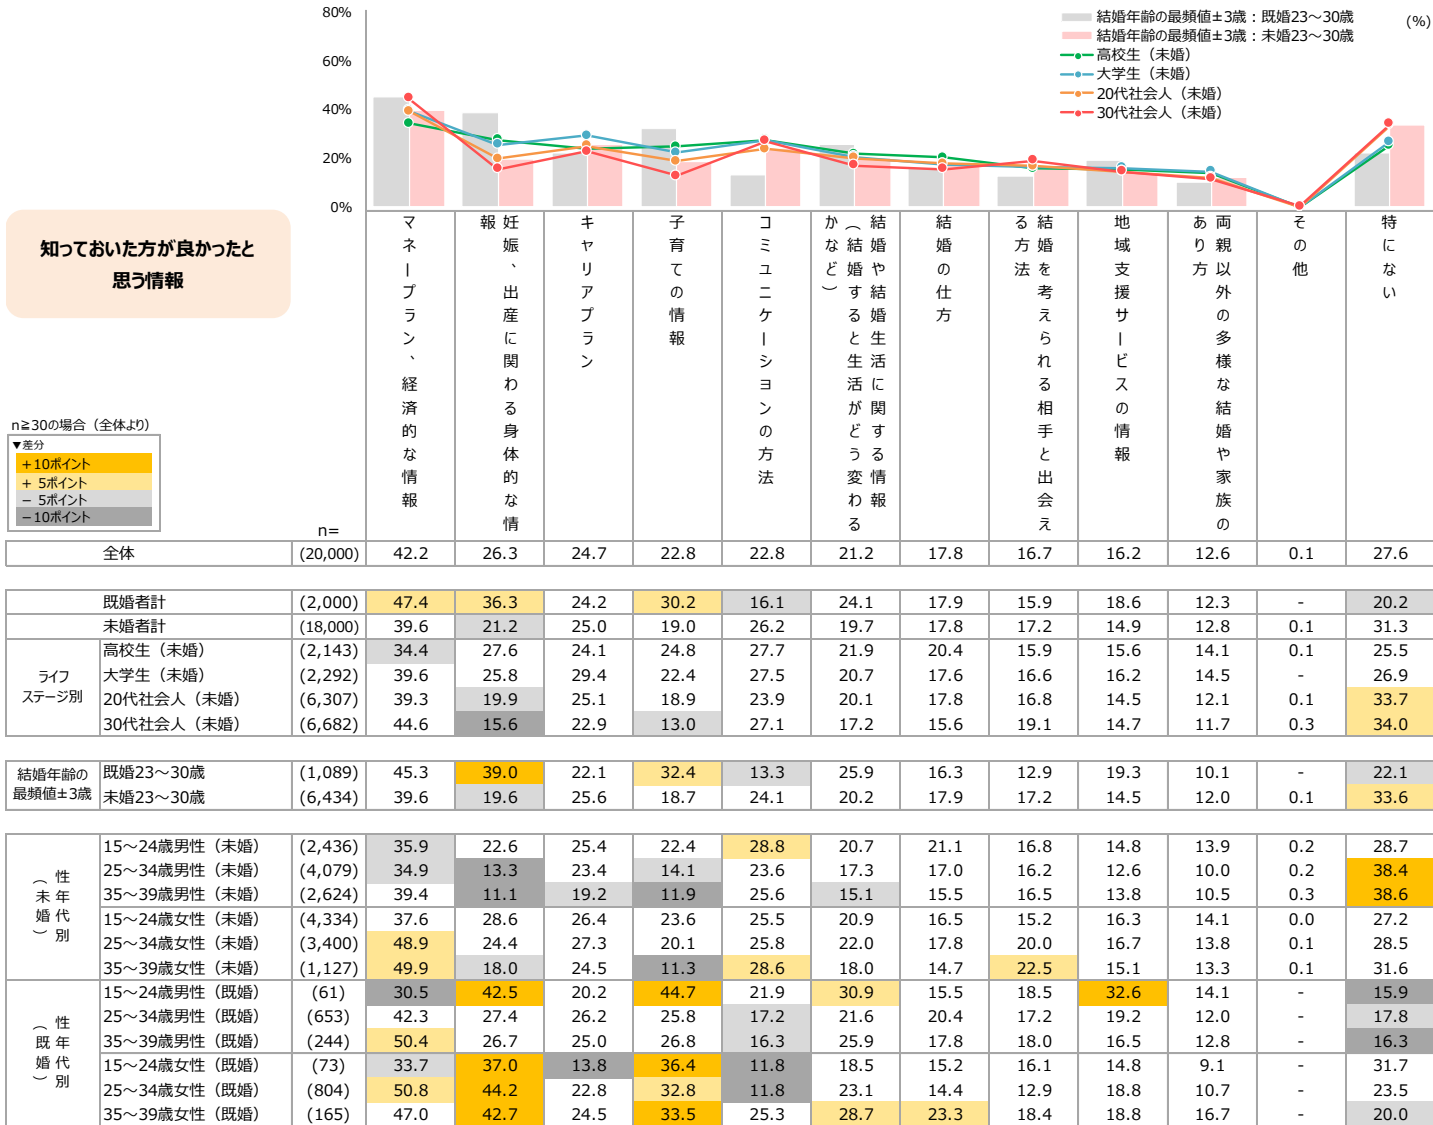 80%
60%
40%
20%
0%
結婚年齢の最頻値±3歳：既婚23～30歳
結婚年齢の最頻値±3歳：未婚23～30歳
高校生（未婚）
大学生（未婚）
20代社会人（未婚）
30代社会人（未婚）
(%)
知っておいた方が良かったと
思う情報
マネープラン、経済的な情報
妊娠、出産に関わる身体的な情
報
キャリアプラン
子育ての情報
コミュニケーションの方法
結婚や結婚生活に関する情報
（結婚すると生活がどう変わる
かなど）
結婚の仕方
結婚を考えられる相手と出会え
る方法
地域支援サービスの情報
両親以外の多様な結婚や家族の
あり方
その他
特にない
n≧30の場合（全体より）
▼差分
＋10ポイント
＋ 5ポイント
－ 5ポイント
－10ポイント
n=
全体 (20,000) 42.2 26.3 24.7 22.8 22.8 21.2 17.8 16.7 16.2 12.6 0.1 27.6
既婚者計 (2,000) 47.4 36.3 24.2 30.2 16.1 24.1 17.9 15.9 18.6 12.3 - 20.2
未婚者計 (18,000) 39.6 21.2 25.0 19.0 26.2 19.7 17.8 17.2 14.9 12.8 0.1 31.3
ライフ
ステージ別
高校生（未婚） (2,143) 34.4 27.6 24.1 24.8 27.7 21.9 20.4 15.9 15.6 14.1 0.1 25.5
大学生（未婚） (2,292) 39.6 25.8 29.4 22.4 27.5 20.7 17.6 16.6 16.2 14.5 - 26.9
20代社会人（未婚） (6,307) 39.3 19.9 25.1 18.9 23.9 20.1 17.8 16.8 14.5 12.1 0.1 33.7
30代社会人（未婚） (6,682) 44.6 15.6 22.9 13.0 27.1 17.2 15.6 19.1 14.7 11.7 0.3 34.0
結婚年齢の
最頻値±3歳
既婚23～30歳 (1,089) 45.3 39.0 22.1 32.4 13.3 25.9 16.3 12.9 19.3 10.1 - 22.1
未婚23～30歳 (6,434) 39.6 19.6 25.6 18.7 24.1 20.2 17.9 17.2 14.5 12.0 0.1 33.6
性年代別
（未婚）
15～24歳男性（未婚） (2,436) 35.9 22.6 25.4 22.4 28.8 20.7 21.1 16.8 14.8 13.9 0.2 28.7
25～34歳男性（未婚） (4,079) 34.9 13.3 23.4 14.1 23.6 17.3 17.0 16.2 12.6 10.0 0.2 38.4
35～39歳男性（未婚） (2,624) 39.4 11.1 19.2 11.9 25.6 15.1 15.5 16.5 13.8 10.5 0.3 38.6
15～24歳女性（未婚） (4,334) 37.6 28.6 26.4 23.6 25.5 20.9 16.5 15.2 16.3 14.1 0.0 27.2
25～34歳女性（未婚） (3,400) 48.9 24.4 27.3 20.1 25.8 22.0 17.8 20.0 16.7 13.8 0.1 28.5
35～39歳女性（未婚） (1,127) 49.9 18.0 24.5 11.3 28.6 18.0 14.7 22.5 15.1 13.3 0.1 31.6
性年代別
（既婚）
15～24歳男性（既婚） (61) 30.5 42.5 20.2 44.7 21.9 30.9 15.5 18.5 32.6 14.1 - 15.9
25～34歳男性（既婚） (653) 42.3 27.4 26.2 25.8 17.2 21.6 20.4 17.2 19.2 12.0 - 17.8
35～39歳男性（既婚） (244) 50.4 26.7 25.0 26.8 16.3 25.9 17.8 18.0 16.5 12.8 - 16.3
15～24歳女性（既婚） (73) 33.7 37.0 13.8 36.4 11.8 18.5 15.2 16.1 14.8 9.1 - 31.7
25～34歳女性（既婚） (804) 50.8 44.2 22.8 32.8 11.8 23.1 14.4 12.9 18.8 10.7 - 23.5
35～39歳女性（既婚） (165) 47.0 42.7 24.5 33.5 25.3 28.7 23.3 18.4 18.8 16.7 - 20.0